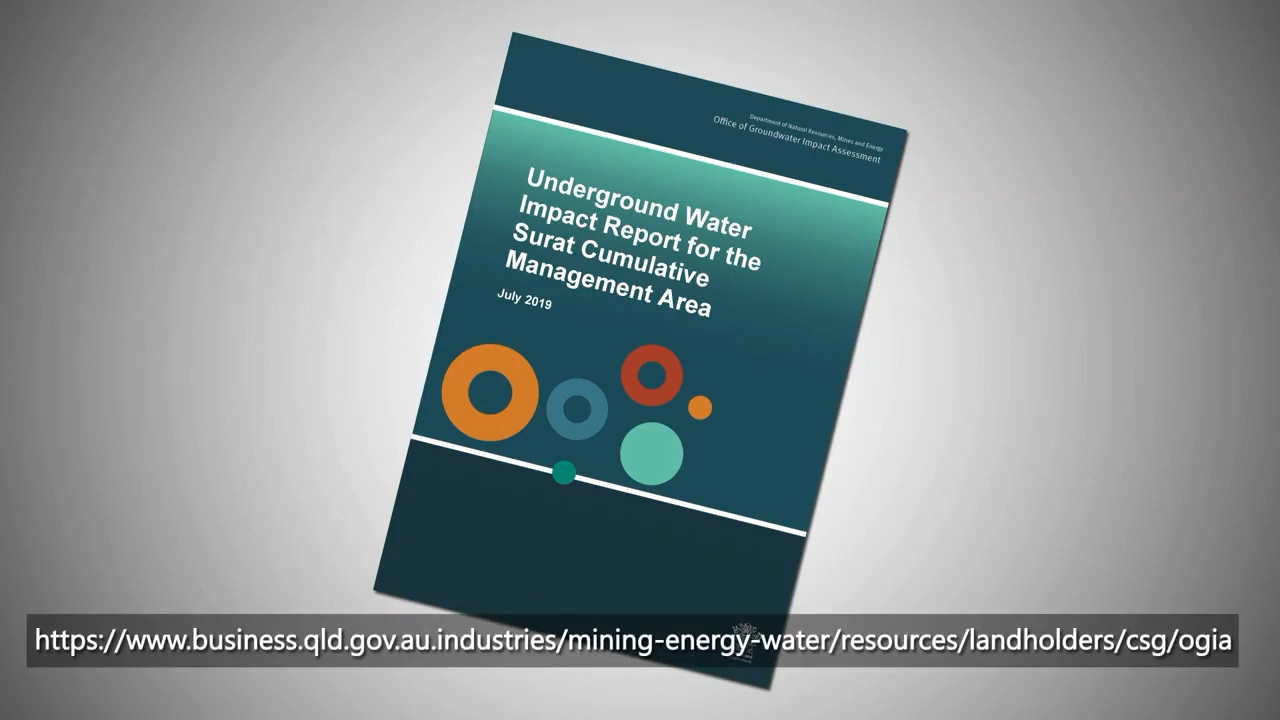 Department of Natural Resources, Mines and Energy
Office of Groundwater Impact Assessment
Underground Water
Impact Report for the
Surat Cumulative
Management Area
July 2019
https://www.business.qld.gov.au.industries/mining-energy-water/resources/landholders/csg/ogia